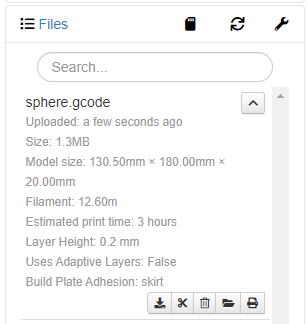 Files
Search...
sphere.gcode
Uploaded: a few seconds ago
Size: 1.3MB
Model size: 130.50mm × 180.00mm ×
20.00mm
Filament: 12.60m
Estimated print time: 3 hours
Layer Height: 0.2 mm
Uses Adaptive Layers: False
Build Plate Adhesion: skirt